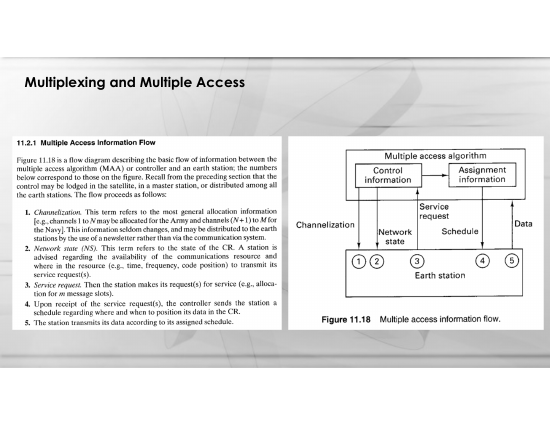 Multiplexing and Multiple Access
11.2.1 Multiple Access Information Flow
Figure 11.18 is a flow diagram describing the basic flow of information between the
multiple access algorithm (MAA) or controller and an earth station; the numbers
below correspond to those on the figure. Recall from the preceding section that the
control may be lodged in the satellite, in a master station, or distributed among all
the earth stations. The flow proceeds as follows:
1. Channelization. This term refers to the most general allocation information
[e.g., channels 1 to N may be allocated for the Army and channels (N + 1) to M for
the Navy]. This information seldom changes, and may be distributed to the earth
stations by the use of a newsletter rather than via the communication system.
2. Network state (NS). This term refers to the state of the CR. A station is
advised regarding the availability of the communications resource and
where in the resource (e.g., time, frequency, code position) to transmit its
service request(s).
3. Service request. Then the station makes its request(s) for service (e.g., alloca-
tion for m message slots).
4. Upon receipt of the service request(s), the controller sends the station a
schedule regarding where and when to position its data in the CR.
5. The station transmits its data according to its assigned schedule.
Multiple access algorithm
Control
information
Assignment
information
Service
request
Channelization
Network
state
Schedule
Data
1 2 3 4 5
Earth station
Figure 11.18 Multiple access information flow.